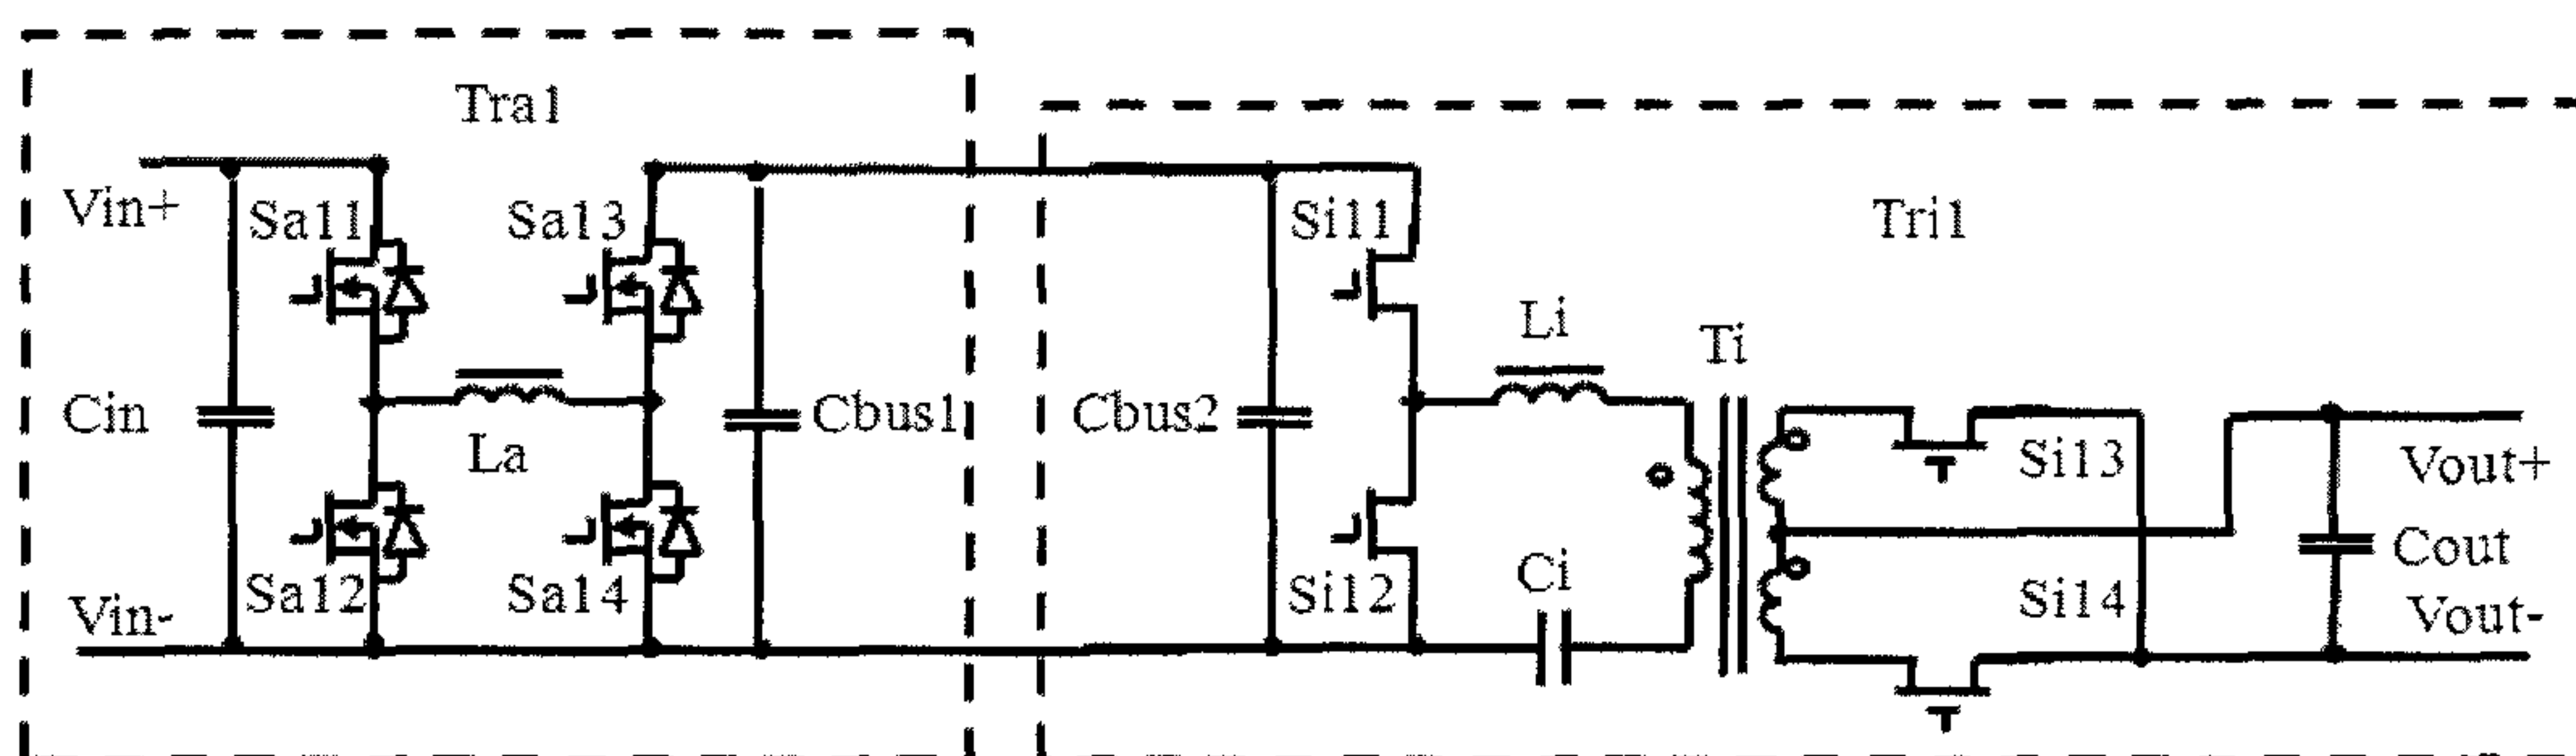 Tra1
Vin+
Sa11
Sa13
Si11
Tri1
Li
Ti
Cin
La
Cbus1
Cbus2
Si13
Vout+
Vin-
Sa12
Sa14
Si12
Ci
Si14
Cout
Vout-